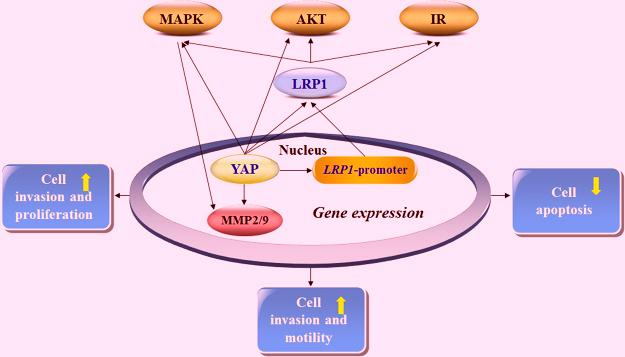 MAPK
AKT
IR
LRP1
Nucleus
YAP
LRP1-promoter
MMP2/9
Gene expression
Cell
invasion and
proliferation
Cell
apoptosis
Cell
invasion and
motility